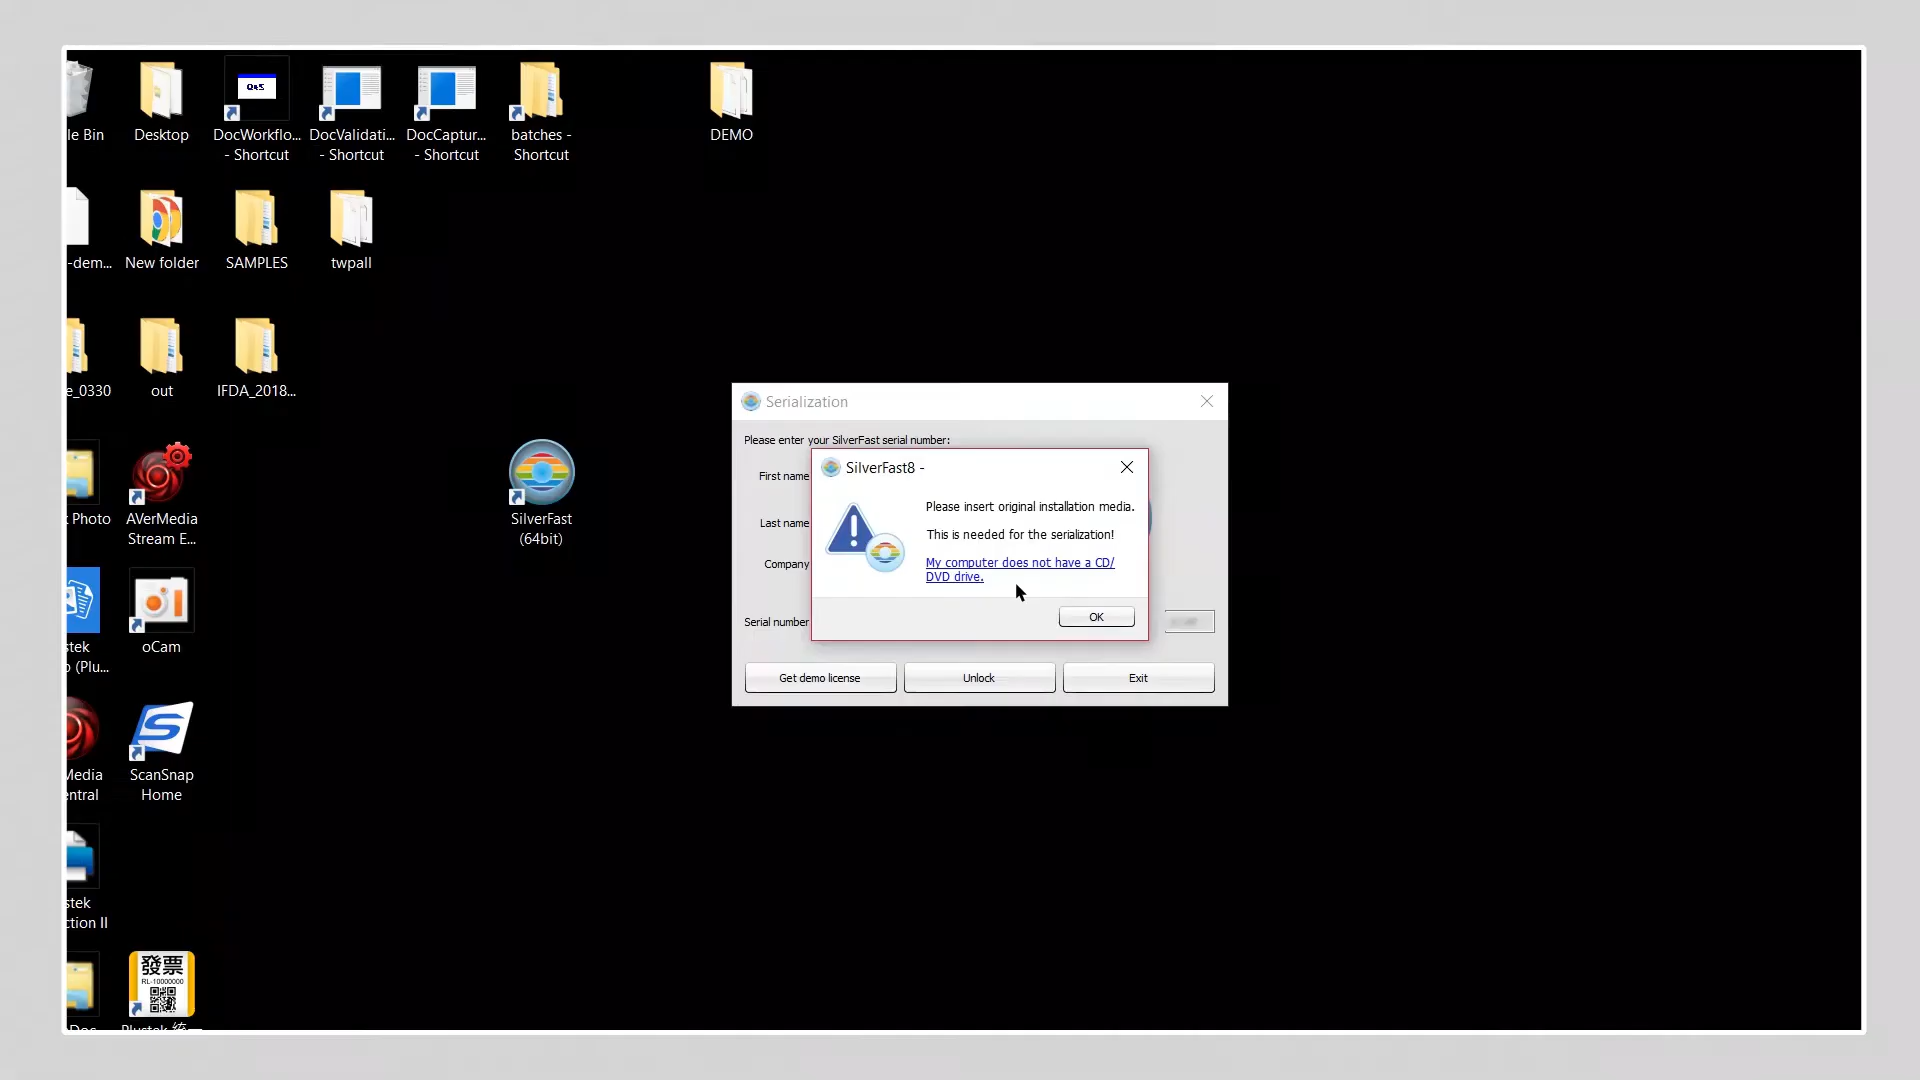 le Bin
Desktop
DocWorkflo...
- Shortcut
DocValidati...
- Shortcut
DocCaptur...
- Shortcut
batches -
Shortcut
DEMO
-dem...
New folder
SAMPLES
twpall
e_0330
out
IFDA_2018...
Photo
AVerMedia
Stream E...
SilverFast
(64bit)
stek
(Plu...
oCam
Media
entral
ScanSnap
Home
stek
ction II
發票
RL-10000000
Serialization
Please enter your SilverFast serial number:
First name
Last name
Company
Serial number
SilverFast8 -
Please insert original installation media.
This is needed for the serialization!
My computer does not have a CD/
DVD drive.
OK
Get demo license
Unlock
Exit